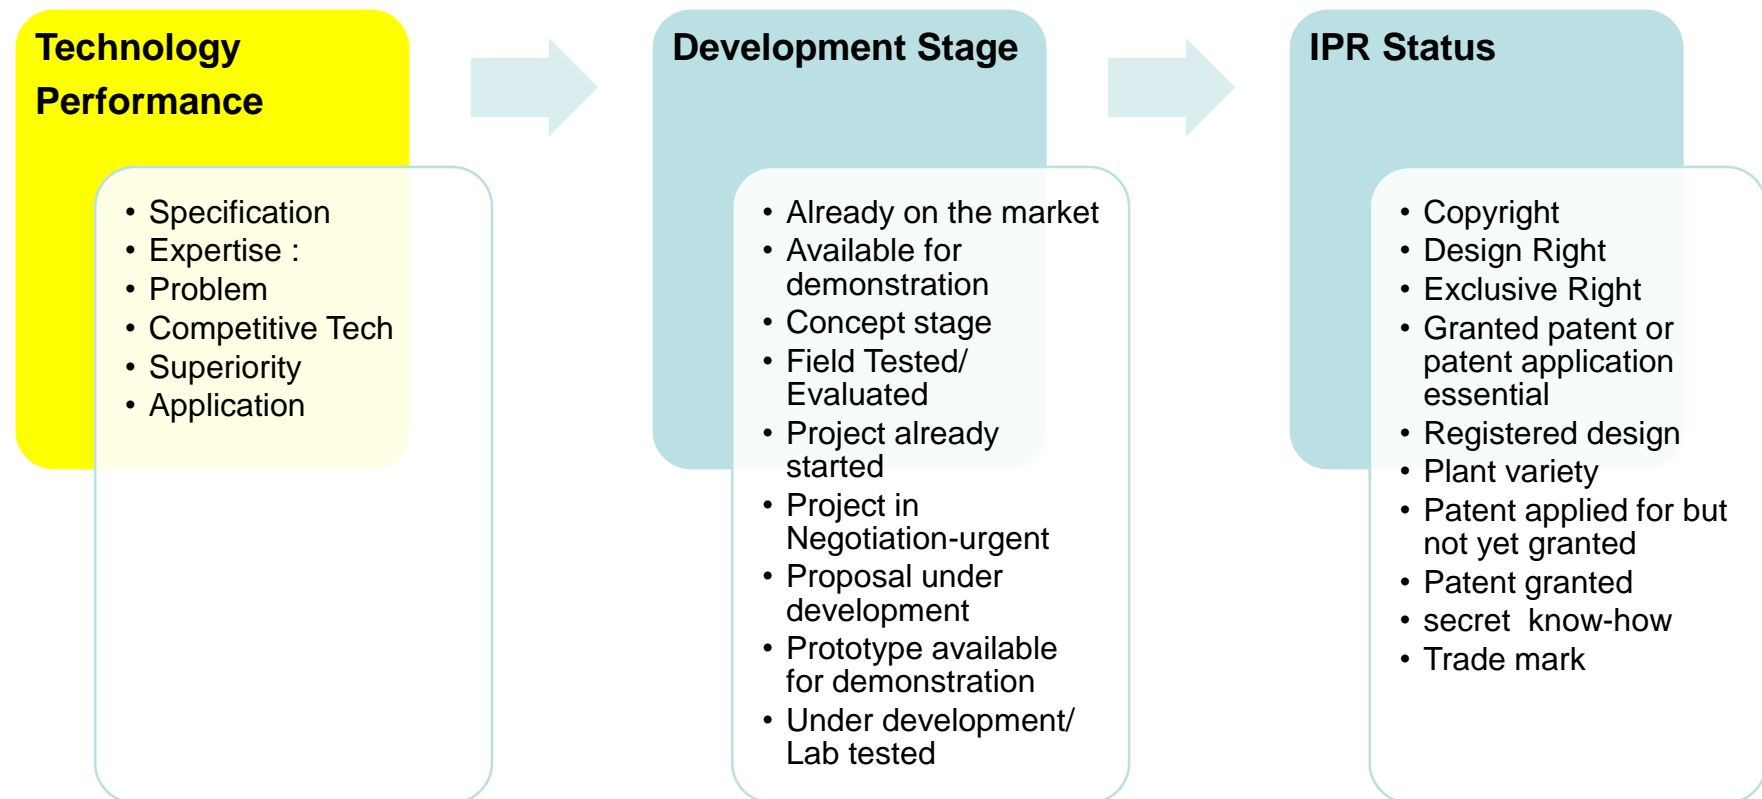 Technology
Performance
• Specification
• Expertise :
• Problem
• Competitive Tech
• Superiority
• Application
Development Stage
• Already on the market
• Available for
demonstration
• Concept stage
• Field Tested/
Evaluated
• Project already
started
• Project in
Negotiation-urgent
• Proposal under
development
• Prototype available
for demonstration
• Under development/
Lab tested
IPR Status
• Copyright
• Design Right
• Exclusive Right
• Granted patent or
patent application
essential
• Registered design
• Plant variety
• Patent applied for but
not yet granted
• Patent granted
• secret  know-how
• Trade mark